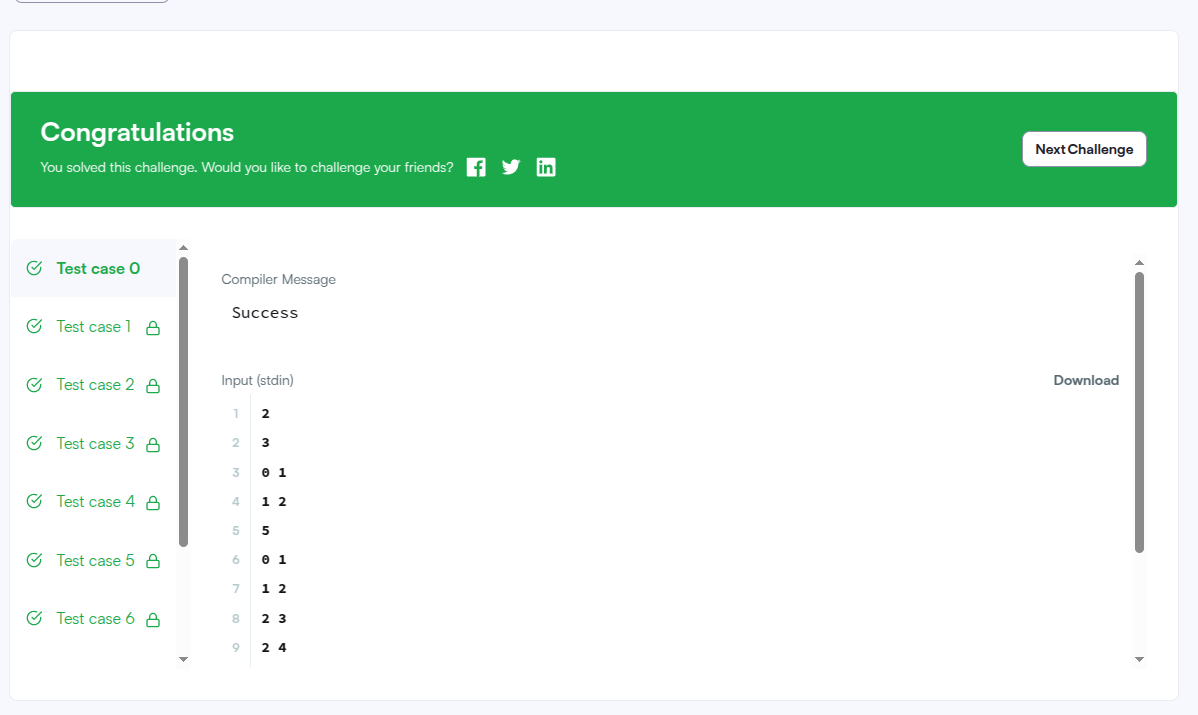 Congratulations
You solved this challenge. Would you like to challenge your friends?
Next Challenge
Test case 0
Test case 1
Test case 2
Test case 3
Test case 4
Test case 5
Test case 6
Compiler Message
Success
Input (stdin)
Download
1 2
2 3
3 0 1
4 1 2
5 5
6 0 1
7 1 2
8 2 3
9 2 4